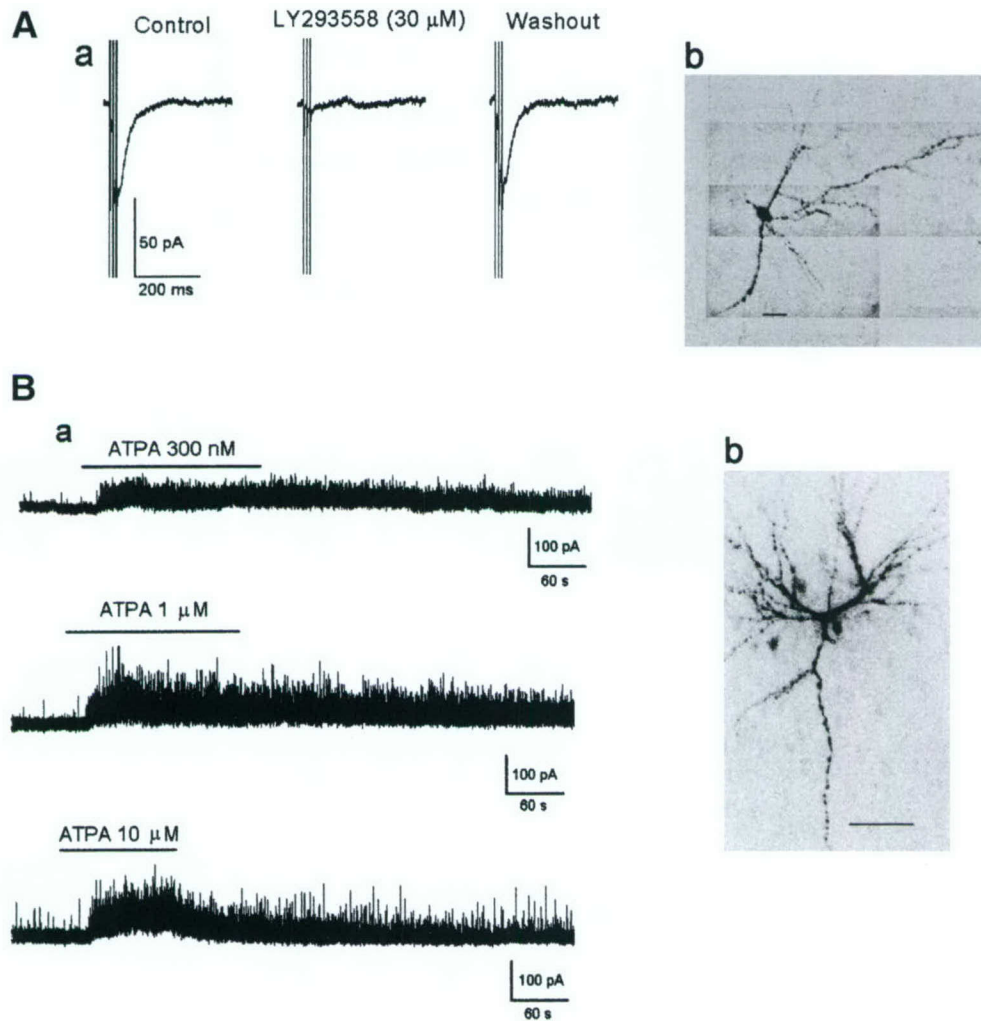 A
Control
LY293558 (30 μM)
Washout
a
b
50 pA
200 ms
B
a
ATPA 300 nM
b
100 pA
60 s
ATPA 1 μM
100 pA
60 s
ATPA 10 μM
100 pA
60 s